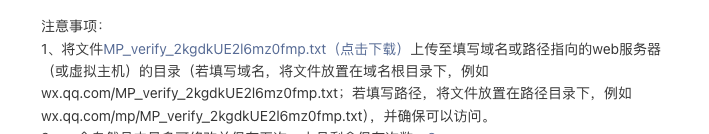 注意事项：
1、将文件MP_verify_2kgdkUE2l6mz0fmp.txt（点击下载）上传至填写域名或路径指向的web服务器
（或虚拟主机）的目录（若填写域名，将文件放置在域名根目录下，例如
wx.qq.com/MP_verify_2kgdkUE2l6mz0fmp.txt；若填写路径，将文件放置在路径目录下，例如
wx.qq.com/mp/MP_verify_2kgdkUE2l6mz0fmp.txt），并确保可以访问。